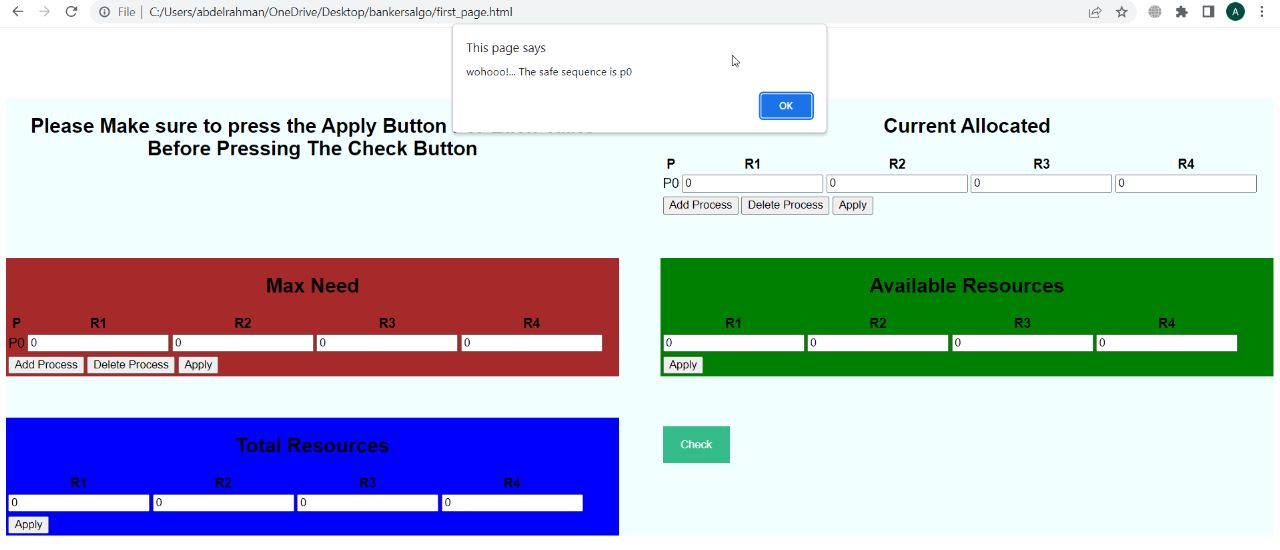 File
C:/Users/abdelrahman/OneDrive/Desktop/bankersalgo/first_page.html
A
This page says
wohooo!... The safe sequence is p0
OK
Please Make sure to press the Apply Button
Before Pressing The Check Button
Current Allocated
P R1 R2 R3 R4
P0 0 0 0 0
Add Process Delete Process Apply
Max Need
P R1 R2 R3 R4
P0 0 0 0 0
Add Process Delete Process Apply
Available Resources
R1 R2 R3 R4
0 0 0 0
Apply
Total Resources
R1 R2 R3 R4
0 0 0 0
Apply
Check